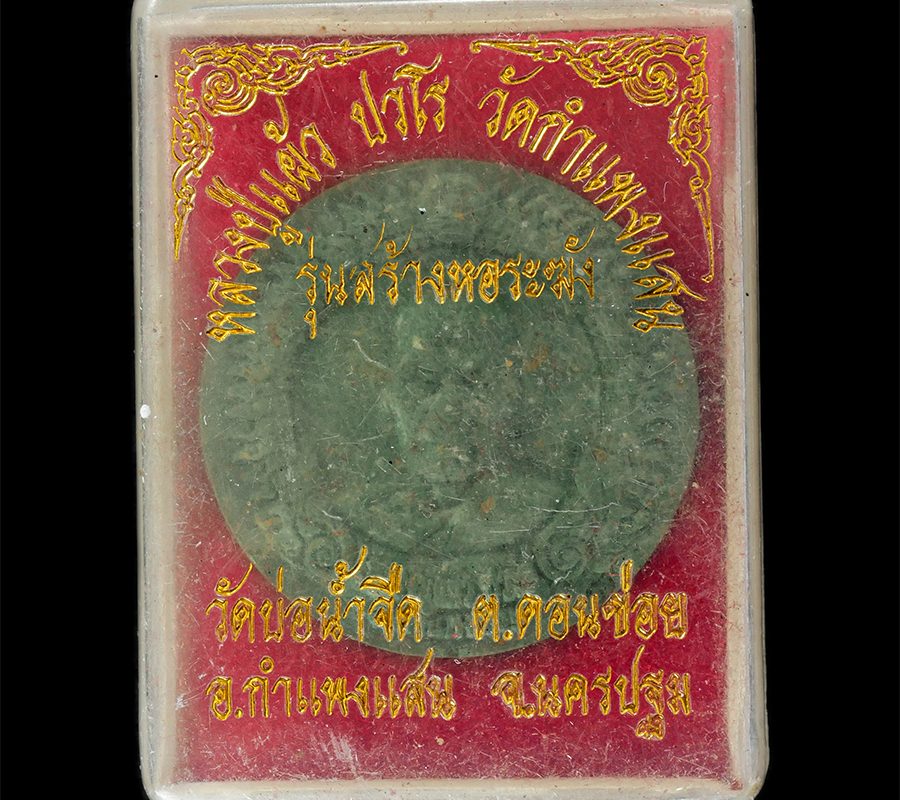 หลวงปู่แผ้ว ปวโร วัดกำแพงแสน
รุ่นสร้างหอระฆัง
วัดบ่อน้ำจืด ต.ดอนข่อย
อ.กำแพงแสน จ.นครปฐม